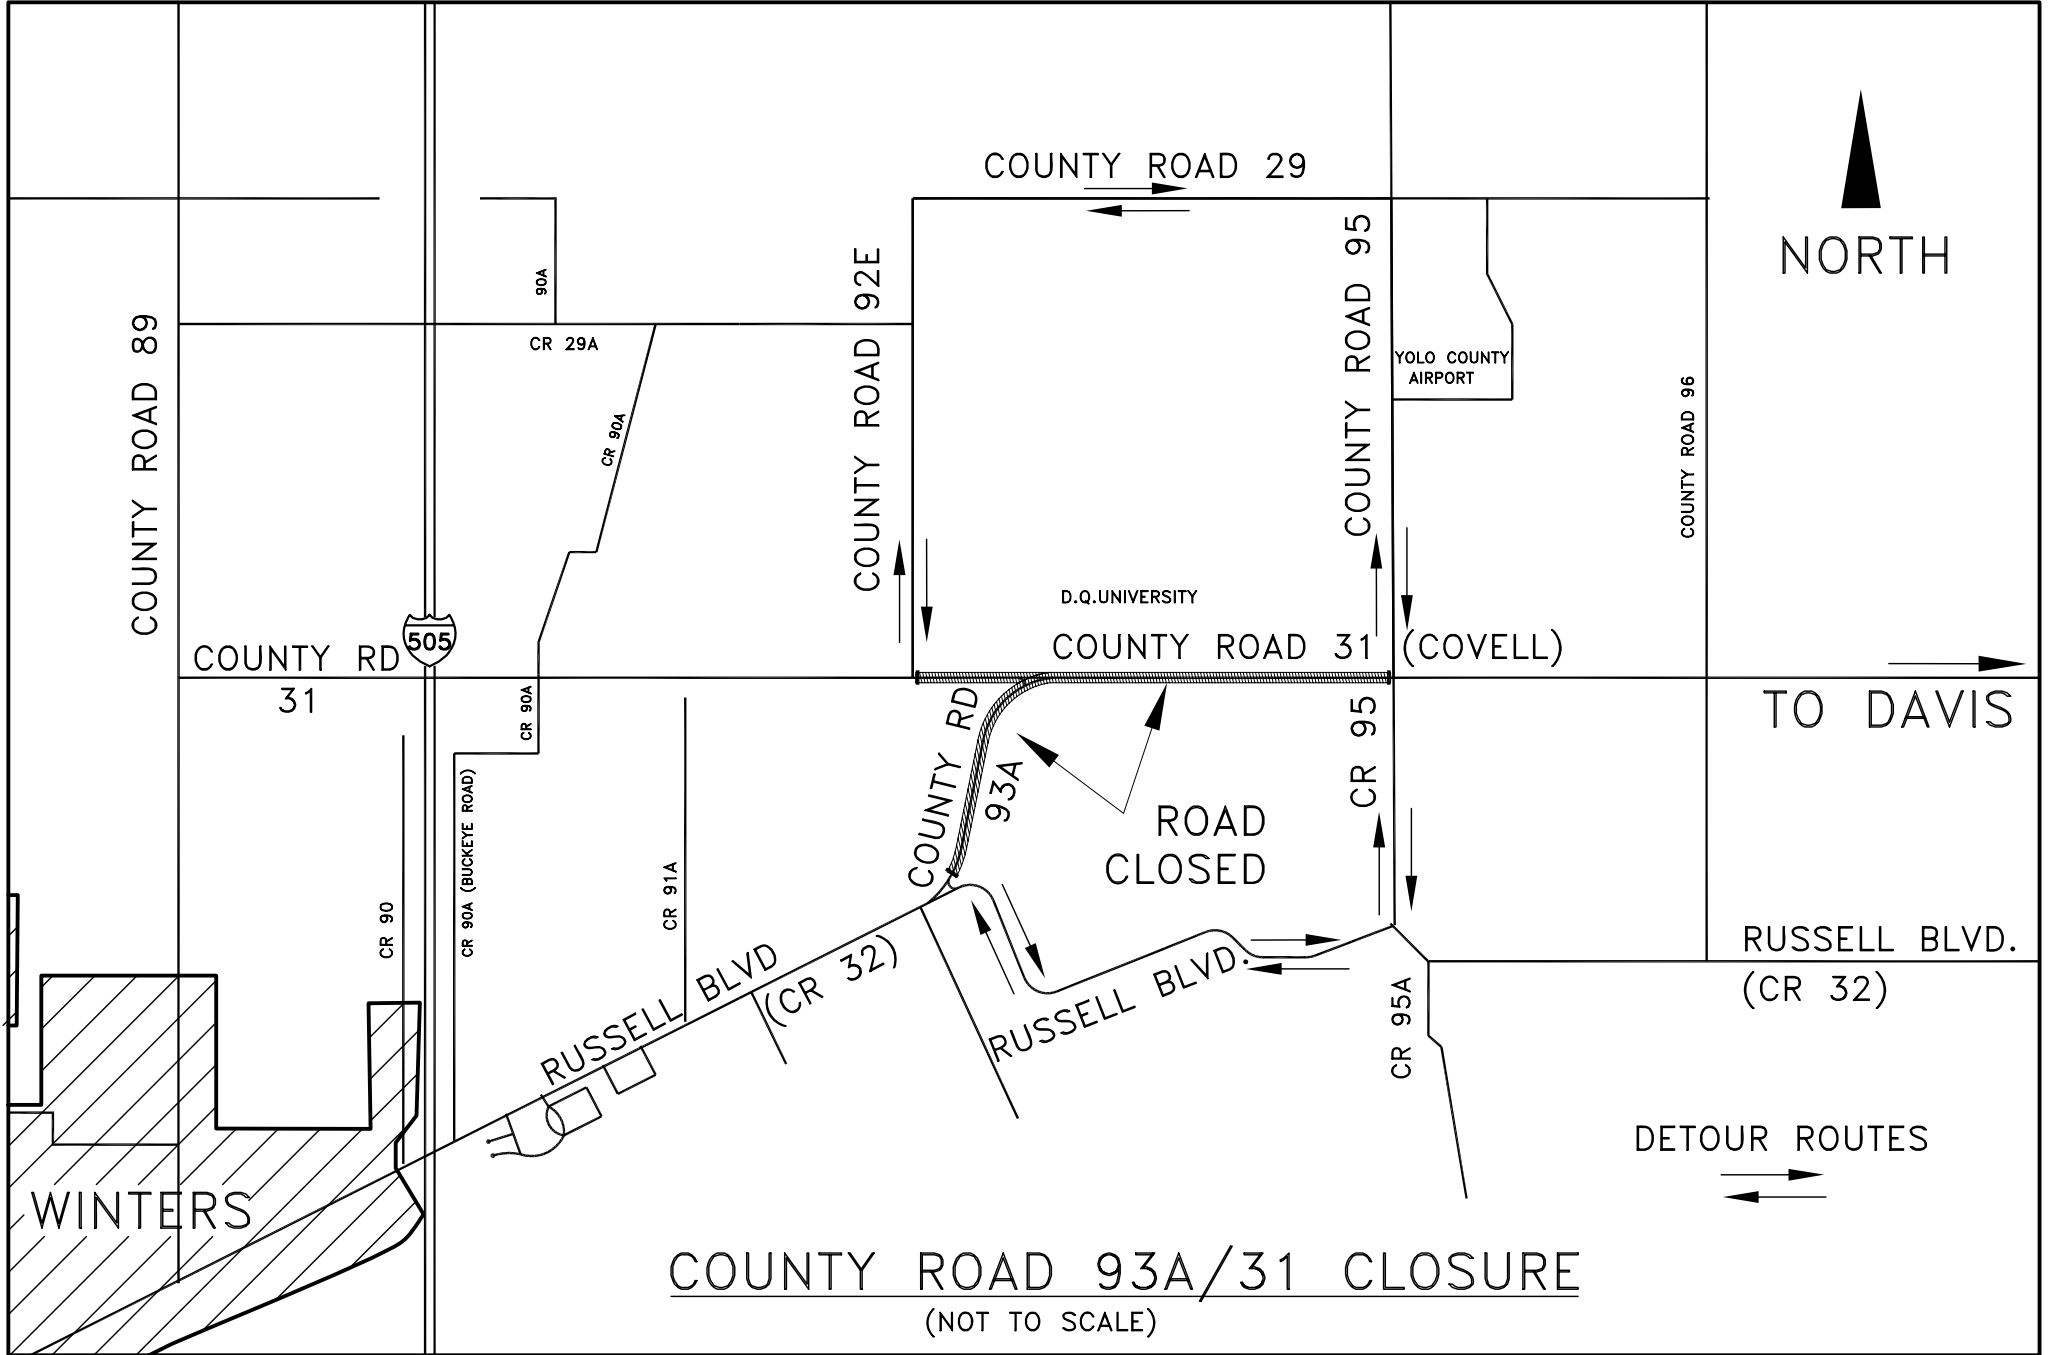 COUNTY ROAD 29
NORTH
COUNTY ROAD 89
90A
CR 29A
CR 90A
COUNTY ROAD 92E
COUNTY ROAD 95
YOLO COUNTY
AIRPORT
COUNTY ROAD 96
D.Q.UNIVERSITY
COUNTY RD
31
505
COUNTY ROAD 31 (COVELL)
TO DAVIS
CR 90A
CR 90A (BUCKEYE ROAD)
CR 90
CR 91A
COUNTY RD
93A
ROAD
CLOSED
CR 95
RUSSELL BLVD
(CR 32)
RUSSELL BLVD.
CR 95A
RUSSELL BLVD.
(CR 32)
DETOUR ROUTES
WINTERS
COUNTY ROAD 93A/31 CLOSURE
(NOT TO SCALE)